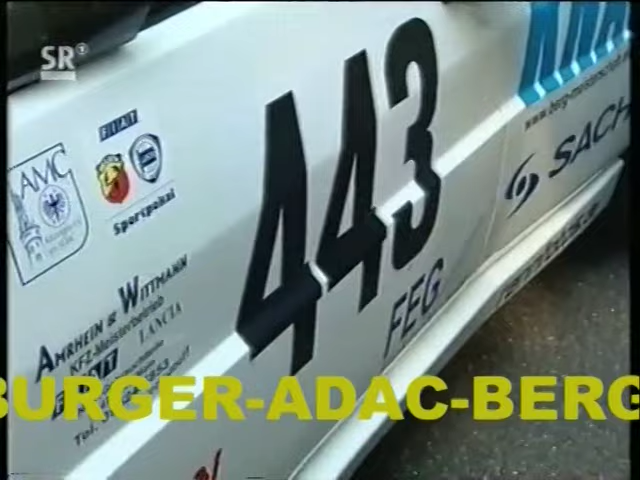 SR
443
FIAT
Sportpokal
AMC
AMRHEIN & WITTMANN
KFZ-Meisterbetrieb
LANCIA
FEG
SACH
BURGER-ADAC-BERG